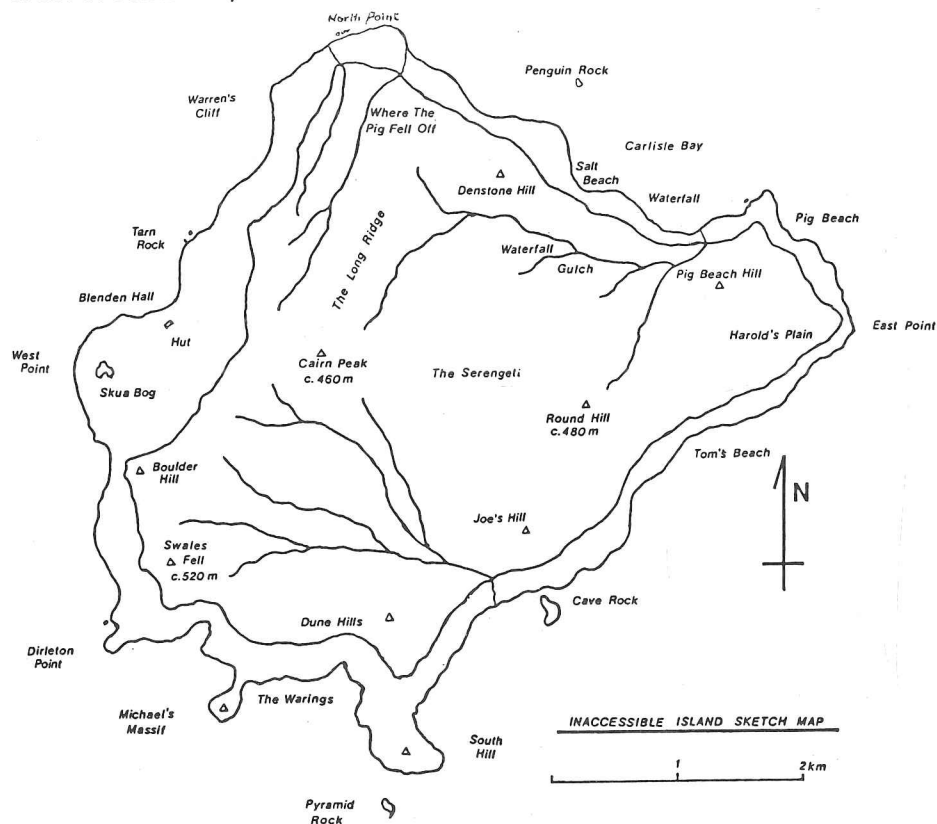 North Point
Penguin Rock
Warren's
Cliff
Where The
Pig Fell Off
Carlisle Bay
Salt
Beach
Denstone Hill
Waterfall
Pig Beach
Tarn
Rock
The Long Ridge
Waterfall
Gulch
Pig Beach Hill
Blenden Hall
Hut
Harold's Plain
East Point
West
Point
Skua Bog
Cairn Peak
c. 460 m
The Serengeti
Round Hill
c. 480 m
Tom's Beach
Boulder
Hill
N
Joe's Hill
Swales
Fell
c. 520 m
Cave Rock
Dune Hills
Dirleton
Point
Michael's
Massif
The Warings
South
Hill
INACCESSIBLE ISLAND SKETCH MAP
1
2 km
Pyramid
Rock